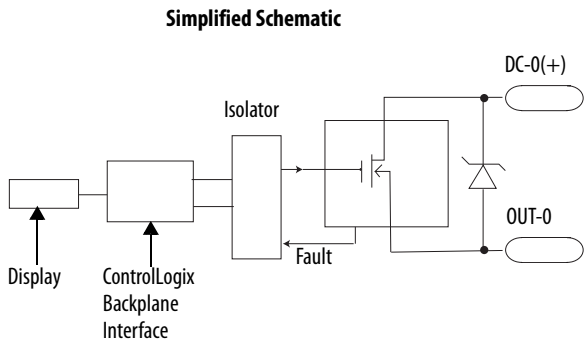 Simplified Schematic
DC-0(+)
Isolator
OUT-0
Fault
Display
ControlLogix
Backplane
Interface